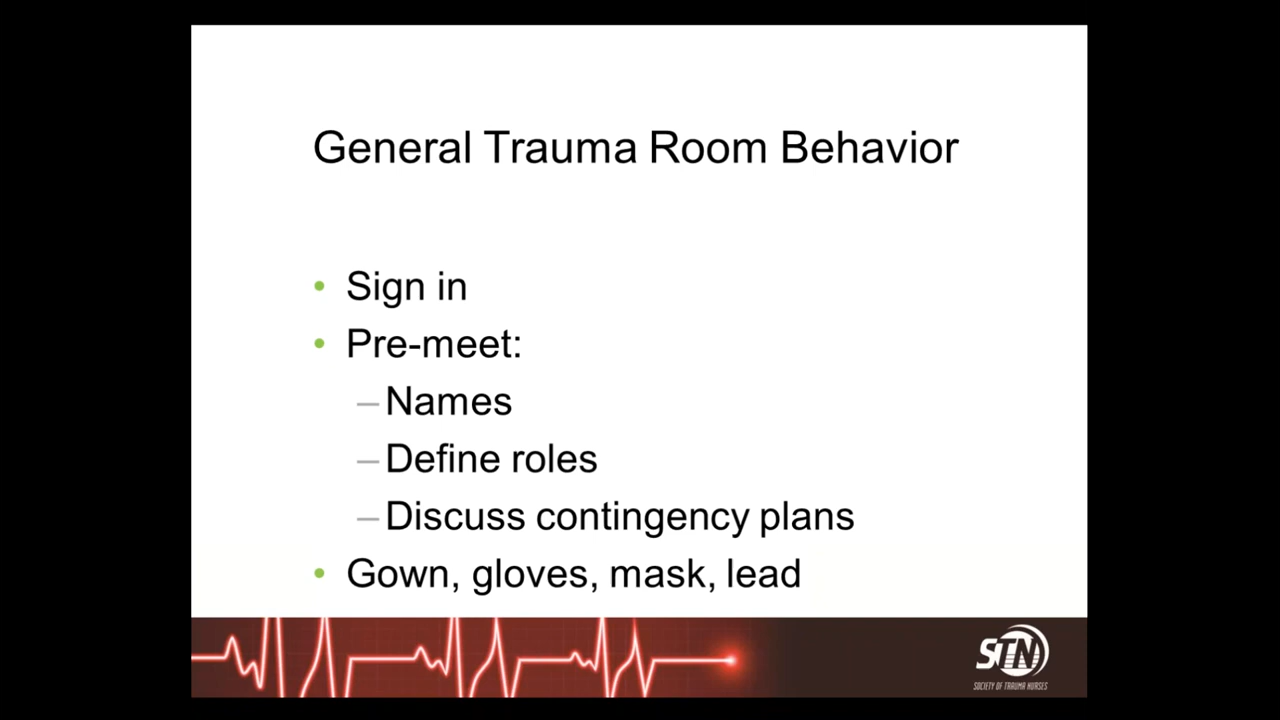 General Trauma Room Behavior
• Sign in
• Pre-meet:
– Names
– Define roles
– Discuss contingency plans
• Gown, gloves, mask, lead
STN
SOCIETY OF TRAUMA NURSES